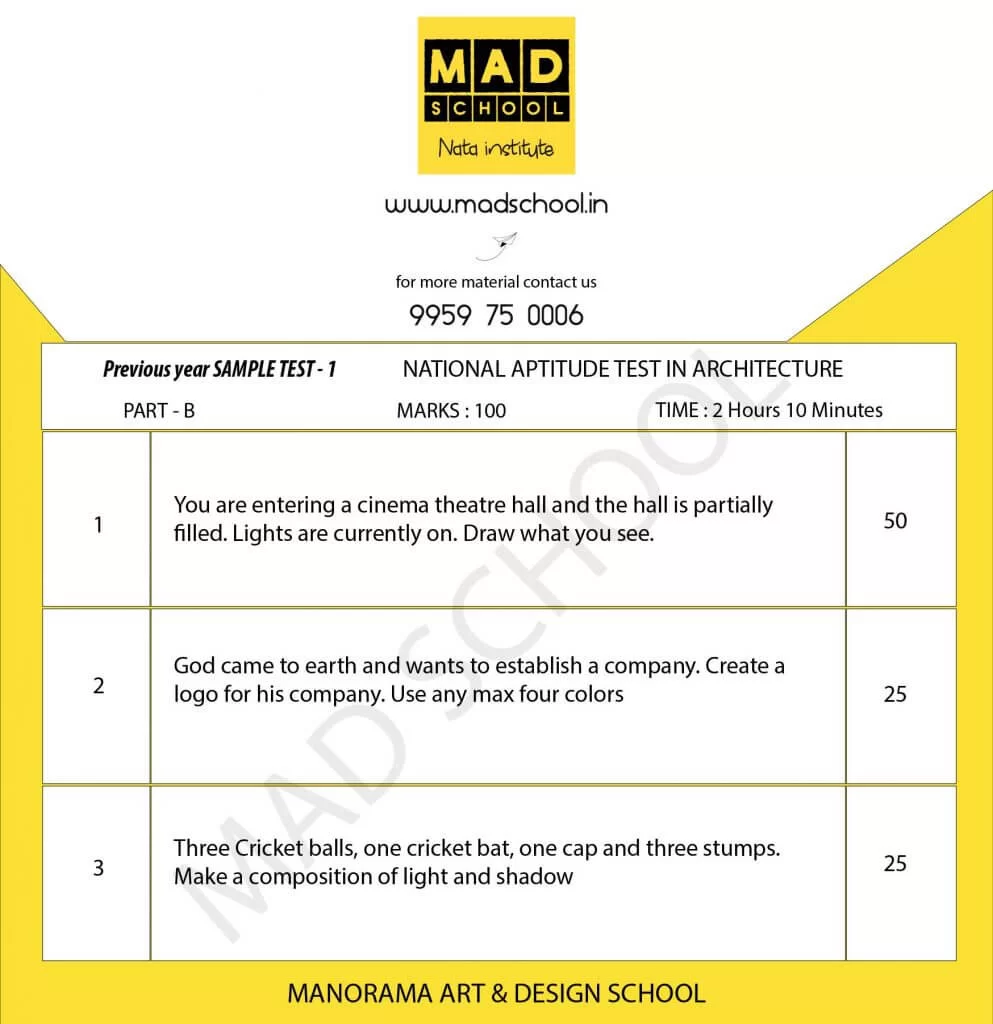 MAD
SCHOOL
Nata institute
www.madschool.in
for more material contact us
9959 75 0006
Previous year SAMPLE TEST - 1 NATIONAL APTITUDE TEST IN ARCHITECTURE
PART - B MARKS : 100 TIME : 2 Hours 10 Minutes
1
You are entering a cinema theatre hall and the hall is partially
filled. Lights are currently on. Draw what you see.
50
2
God came to earth and wants to establish a company. Create a
logo for his company. Use any max four colors
25
3
Three Cricket balls, one cricket bat, one cap and three stumps.
Make a composition of light and shadow
25
MAD SCHOOL
MANORAMA ART & DESIGN SCHOOL